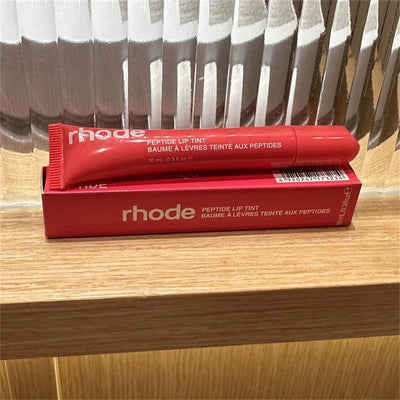 rhode
PEPTIDE LIP TINT
BAUME À LÈVRES TEINTÉ AUX PEPTIDES
10 mL / 0.3 fl oz ℮
rhode
PEPTIDE LIP TINT
BAUME À LÈVRES TEINTÉ AUX PEPTIDES